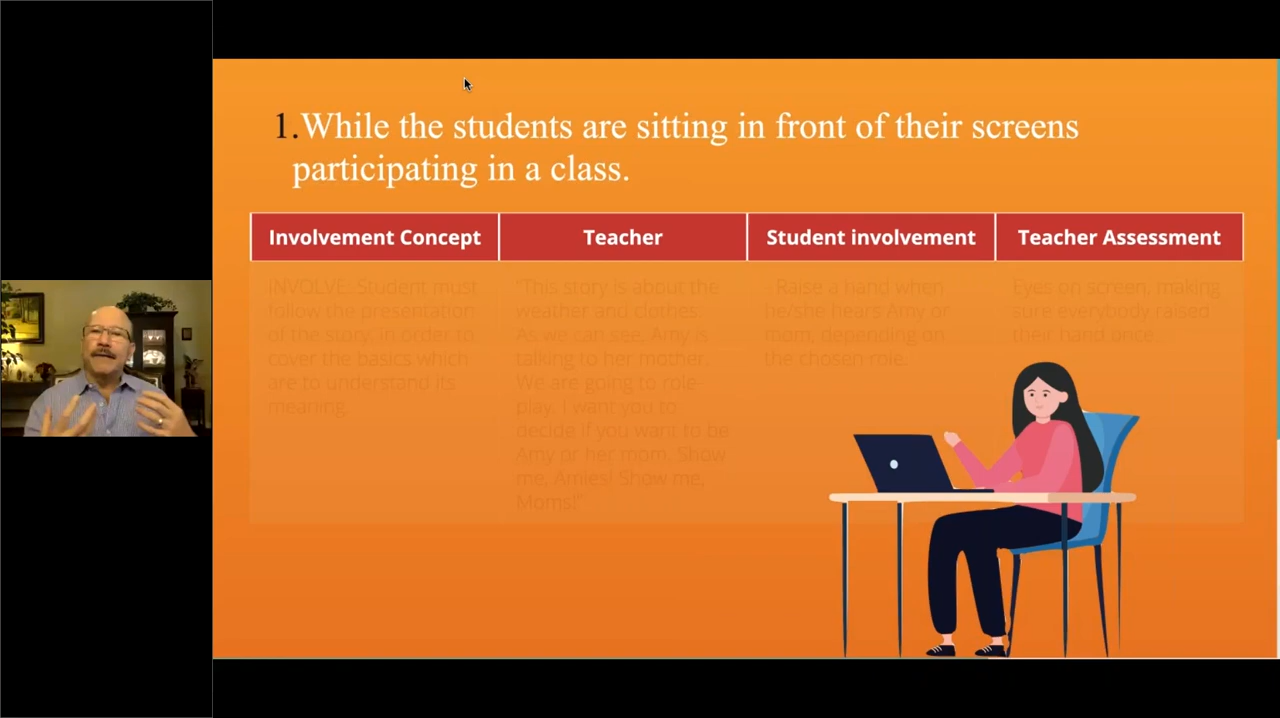 1.While the students are sitting in front of their screens
participating in a class.
Involvement Concept
Teacher
Student involvement
Teacher Assessment
INVOLVE. Student must
follow the presentation
of the story, in order to
cover the basics which
are to understand its
meaning.
"This story is about the
weather and clothes.
As we can see, Amy is
talking to her mother.
We are going to role-
play. I want you to
decide if you want to be
Amy or her mom. Show
me, Amies! Show me,
Moms!"
Raise a hand when
he/she hears Amy or
mom, depending on
the chosen role.
Eyes on screen, making
sure everybody raised
their hand once.